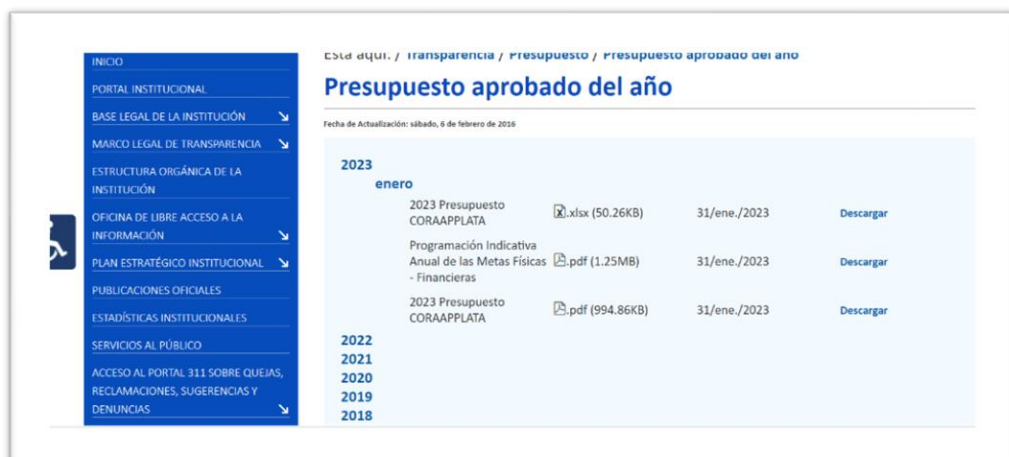 INICIO
PORTAL INSTITUCIONAL
BASE LEGAL DE LA INSTITUCIÓN
MARCO LEGAL DE TRANSPARENCIA
ESTRUCTURA ORGÁNICA DE LA
INSTITUCIÓN
OFICINA DE LIBRE ACCESO A LA
INFORMACIÓN
PLAN ESTRATÉGICO INSTITUCIONAL
PUBLICACIONES OFICIALES
ESTADÍSTICAS INSTITUCIONALES
SERVICIOS AL PÚBLICO
ACCESO AL PORTAL 311 SOBRE QUEJAS,
RECLAMACIONES, SUGERENCIAS Y
DENUNCIAS
Está aquí: / Transparencia / Presupuesto / Presupuesto aprobado del año
Presupuesto aprobado del año
Fecha de Actualización: sábado, 6 de febrero de 2016
2023
enero
2023 Presupuesto
CORAAPPLATA .xlsx (50.26KB) 31/ene./2023 Descargar
Programación Indicativa
Anual de las Metas Físicas .pdf (1.25MB) 31/ene./2023 Descargar
- Financieras
2023 Presupuesto
CORAAPPLATA .pdf (994.86KB) 31/ene./2023 Descargar
2022
2021
2020
2019
2018